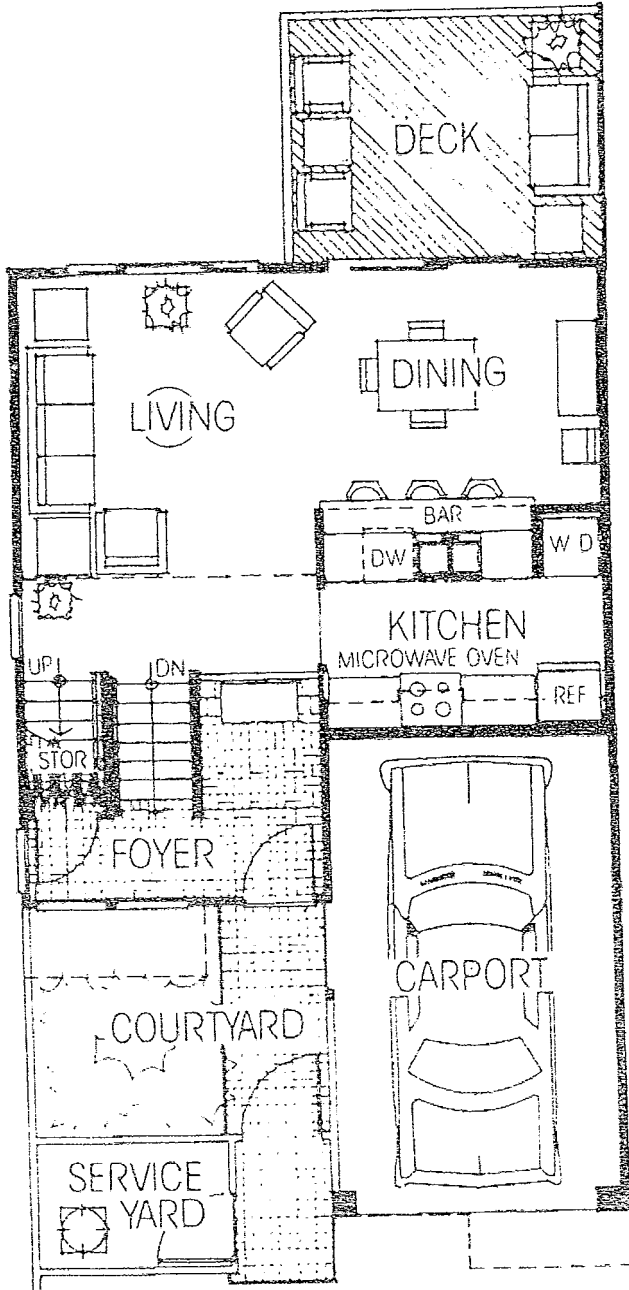 DECK
DINING
LIVING
BAR
DW
W D
KITCHEN
MICROWAVE OVEN
UP
DN
REF
STOR
FOYER
CARPORT
COURTYARD
SERVICE
YARD